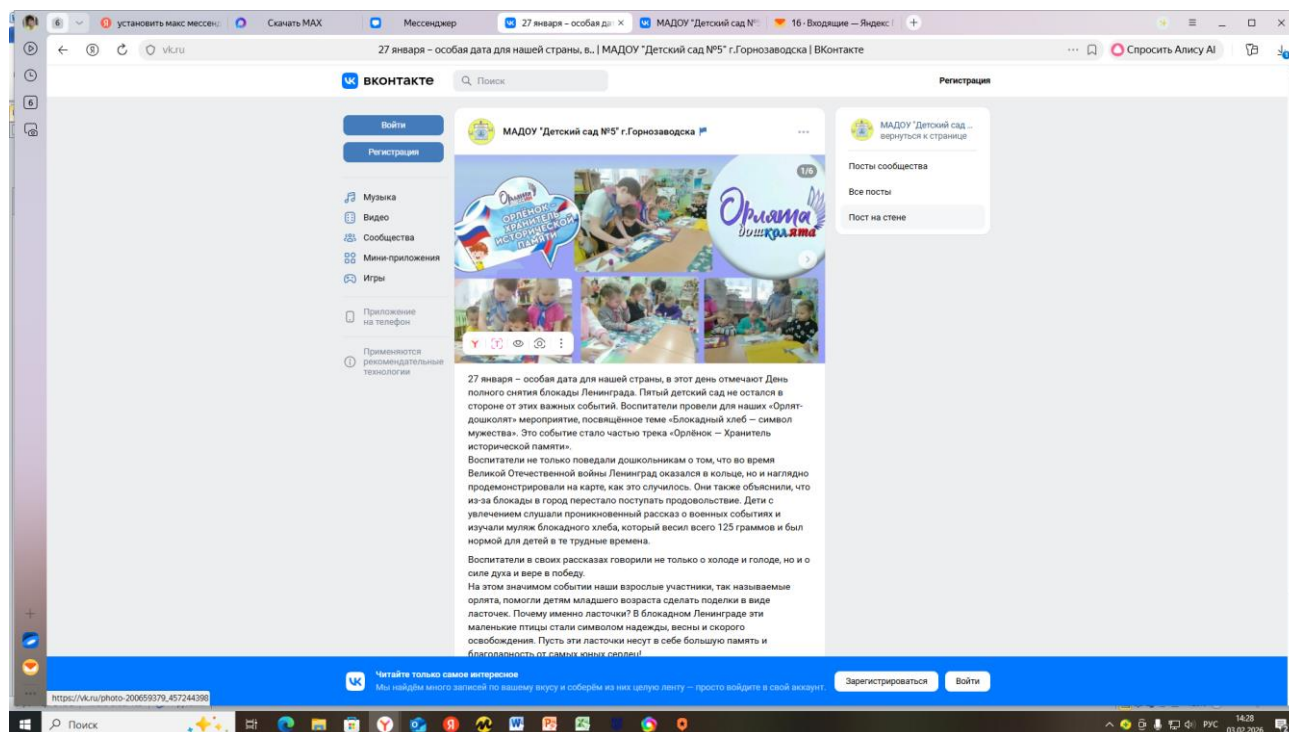 6
установить макс мессенд
Скачать MAX
Мессенджер
27 января – особая да
МАДОУ "Детский сад №
16 · Входящие — Яндекс
vk.ru
27 января – особая дата для нашей страны, в.. | МАДОУ "Детский сад №5" г.Горнозаводска | ВКонтакте
Спросить Алису AI
6
ВКОНТАКТЕ
Поиск
Регистрация
Войти
Регистрация
Музыка
Видео
Сообщества
Мини-приложения
Игры
Приложение
на телефон
Применяются
рекомендательные
технологии
МАДОУ "Детский сад №5" г.Горнозаводска
1/6
Орлята
ОРЛЁНОК –
ХРАНИТЕЛЬ
ИСТОРИЧЕСКОЙ
ПАМЯТИ
Орлята
дошколята
27 января – особая дата для нашей страны, в этот день отмечают День
полного снятия блокады Ленинграда. Пятый детский сад не остался в
стороне от этих важных событий. Воспитатели провели для наших «Орлят-
дошколят» мероприятие, посвящённое теме «Блокадный хлеб – символ
мужества». Это событие стало частью трека «Орлёнок – Хранитель
исторической памяти».
Воспитатели не только поведали дошкольникам о том, что во время
Великой Отечественной войны Ленинград оказался в кольце, но и наглядно
продемонстрировали на карте, как это случилось. Они также объяснили, что
из-за блокады в город перестало поступать продовольствие. Дети с
увлечением слушали проникновенный рассказ о военных событиях и
изучали муляж блокадного хлеба, который весил всего 125 граммов и был
нормой для детей в те трудные времена.
Воспитатели в своих рассказах говорили не только о холоде и голоде, но и о
силе духа и вере в победу.
На этом значимом событии наши взрослые участники, так называемые
орлята, помогли детям младшего возраста сделать поделки в виде
ласточек. Почему именно ласточки? В блокадном Ленинграде эти
маленькие птицы стали символом надежды, весны и скорого
освобождения. Пусть эти ласточки несут в себе большую память и
благодарность от самых юных сердец!
МАДОУ "Детский сад ...
вернуться к странице
Посты сообщества
Все посты
Пост на стене
Читайте только самое интересное
Мы найдём много записей по вашему вкусу и соберём из них целую ленту – просто войдите в свой аккаунт.
Зарегистрироваться
Войти
https://vk.ru/photo-200659379_457244398
Поиск
РУС
14:28
03.02.2026